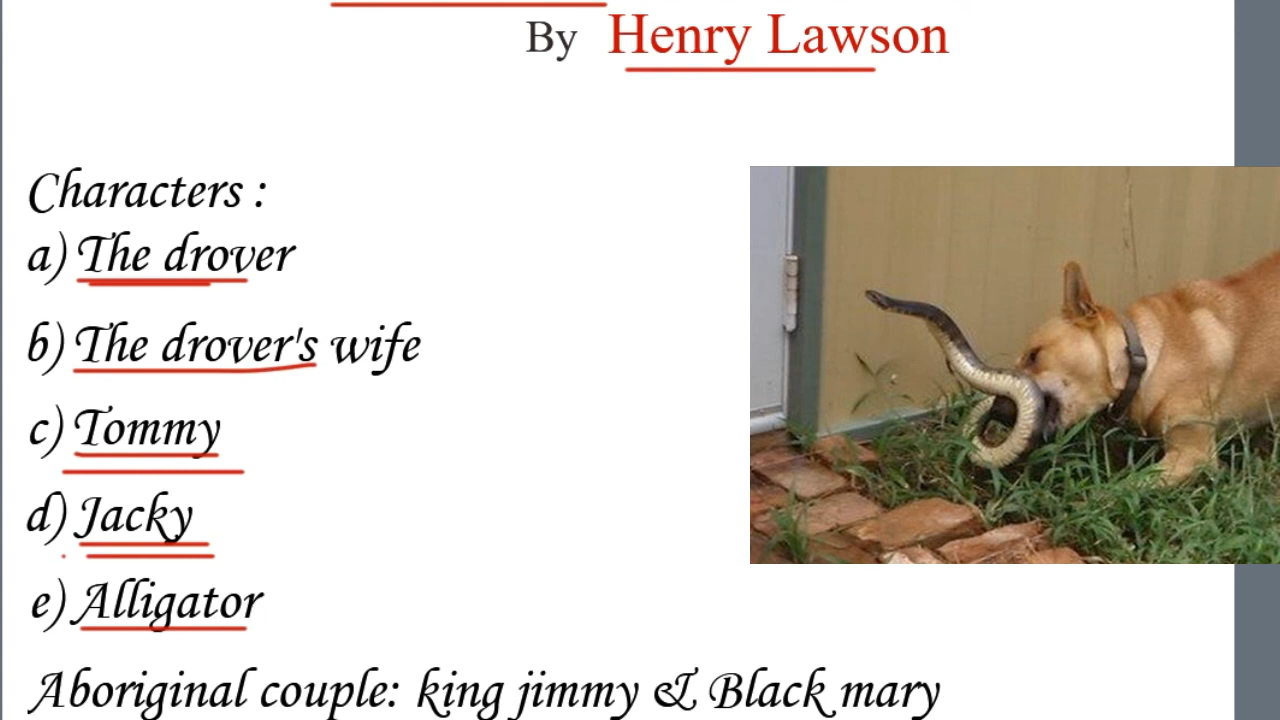 By Henry Lawson
Characters :
a) The drover
b) The drover's wife
c) Tommy
d) Jacky
e) Alligator
Aboriginal couple: king jimmy & Black mary